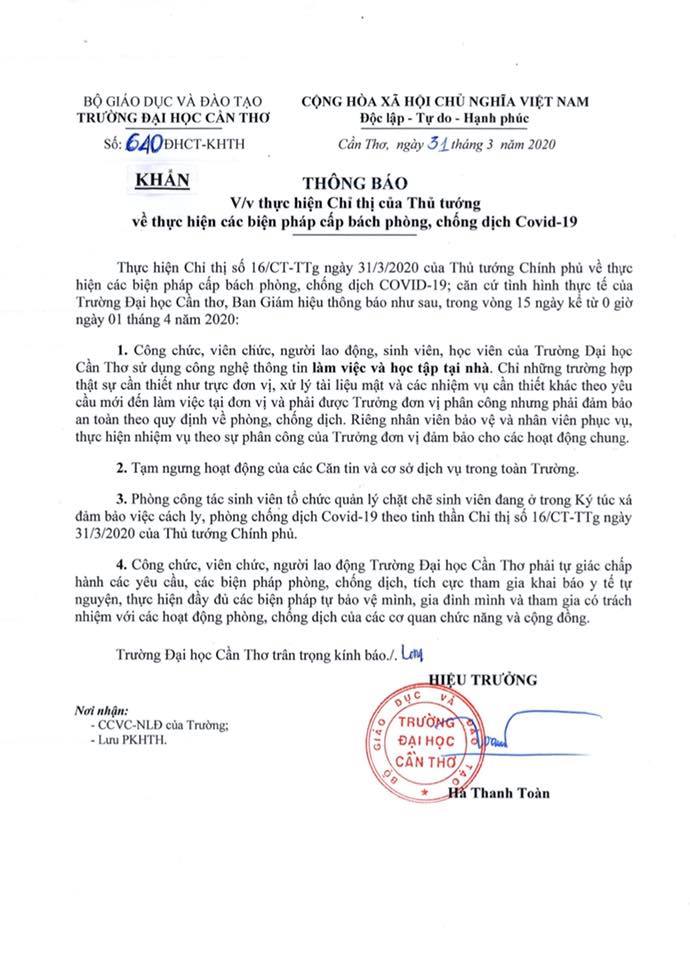 BỘ GIÁO DỤC VÀ ĐÀO TẠO
TRƯỜNG ĐẠI HỌC CẦN THƠ
Số: 640 ĐHCT-KHTH
CỘNG HÒA XÃ HỘI CHỦ NGHĨA VIỆT NAM
Độc lập - Tự do - Hạnh phúc
Cần Thơ, ngày 31 tháng 3 năm 2020
KHẨN
THÔNG BÁO
V/v thực hiện Chỉ thị của Thủ tướng
về thực hiện các biện pháp cấp bách phòng, chống dịch Covid-19
Thực hiện Chỉ thị số 16/CT-TTg ngày 31/3/2020 của Thủ tướng Chính phủ về thực
hiện các biện pháp cấp bách phòng, chống dịch COVID-19; căn cứ tình hình thực tế của
Trường Đại học Cần thơ, Ban Giám hiệu thông báo như sau, trong vòng 15 ngày kể từ 0 giờ
ngày 01 tháng 4 năm 2020:
1. Công chức, viên chức, người lao động, sinh viên, học viên của Trường Đại học
Cần Thơ sử dụng công nghệ thông tin làm việc và học tập tại nhà. Chỉ những trường hợp
thật sự cần thiết như trực đơn vị, xử lý tài liệu mật và các nhiệm vụ cần thiết khác theo yêu
cầu mới đến làm việc tại đơn vị và phải được Trưởng đơn vị phân công nhưng phải đảm bảo
an toàn theo quy định về phòng, chống dịch. Riêng nhân viên bảo vệ và nhân viên phục vụ,
thực hiện nhiệm vụ theo sự phân công của Trưởng đơn vị đảm bảo cho các hoạt động chung.
2. Tạm ngưng hoạt động của các Căn tin và cơ sở dịch vụ trong toàn Trường.
3. Phòng công tác sinh viên tổ chức quản lý chặt chẽ sinh viên đang ở trong Ký túc xá
đảm bảo việc cách ly, phòng chống dịch Covid-19 theo tinh thần Chỉ thị số 16/CT-TTg ngày
31/3/2020 của Thủ tướng Chính phủ.
4. Công chức, viên chức, người lao động Trường Đại học Cần Thơ phải tự giác chấp
hành các yêu cầu, các biện pháp phòng, chống dịch, tích cực tham gia khai báo y tế tự
nguyện, thực hiện đầy đủ các biện pháp tự bảo vệ mình, gia đình mình và tham gia có trách
nhiệm với các hoạt động phòng, chống dịch của các cơ quan chức năng và cộng đồng.
Trường Đại học Cần Thơ trân trọng kính báo./.
HIỆU TRƯỞNG
Nơi nhận:
- CCVC-NLĐ của Trường;
- Lưu PKHTH.
BỘ GIÁO DỤC VÀ ĐÀO TẠO
TRƯỜNG
ĐẠI HỌC
CẦN THƠ
Hà Thanh Toàn